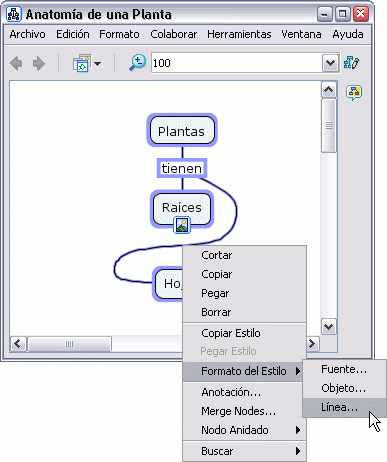 Anatomía de una Planta
Archivo Edición Formato Colaborar Herramientas Ventana Ayuda
100
Plantas
tienen
Raíces
Ho
Cortar
Copiar
Pegar
Borrar
Copiar Estilo
Pegar Estilo
Formato del Estilo
Fuente...
Objeto...
Línea...
Anotación...
Merge Nodes...
Nodo Anidado
Buscar